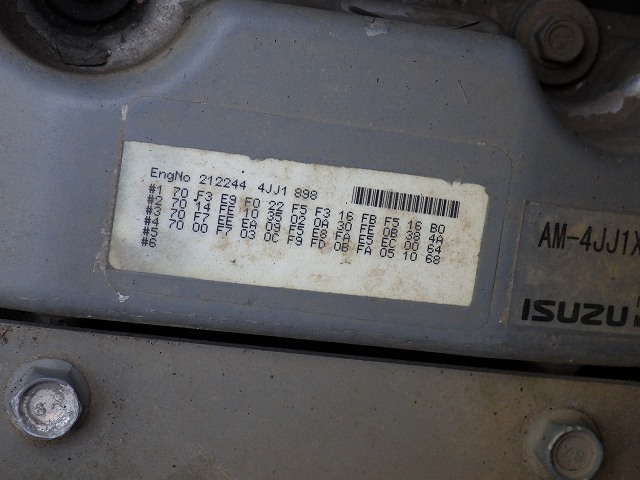 EngNo 212244 4JJ1 898
#1 70 F3 E9 F0 22 F5 F3 16 FB F5 16 B0
#2 70 14 EE 10 35 02 0A 30 FE 0B 38 4A
#3 70 F7 EB EA 09 F5 E8 FA E5 EC 00 64
#4 70 00 F7 03 0C F9 FD 0B FA 05 10 68
#5
#6
AM-4JJ1X
ISUZU